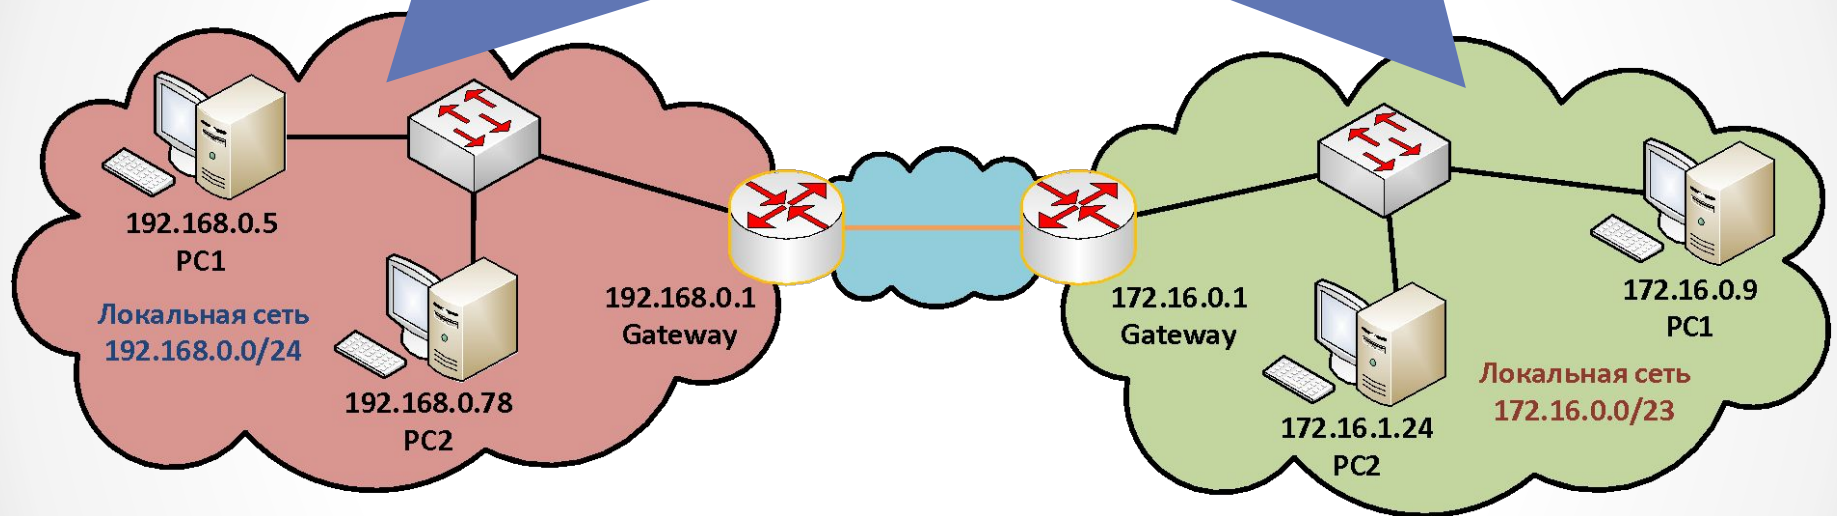 192.168.0.5
PC1
Локальная сеть
192.168.0.0/24
192.168.0.78
PC2
192.168.0.1
Gateway
172.16.0.1
Gateway
172.16.1.24
PC2
172.16.0.9
PC1
Локальная сеть
172.16.0.0/23